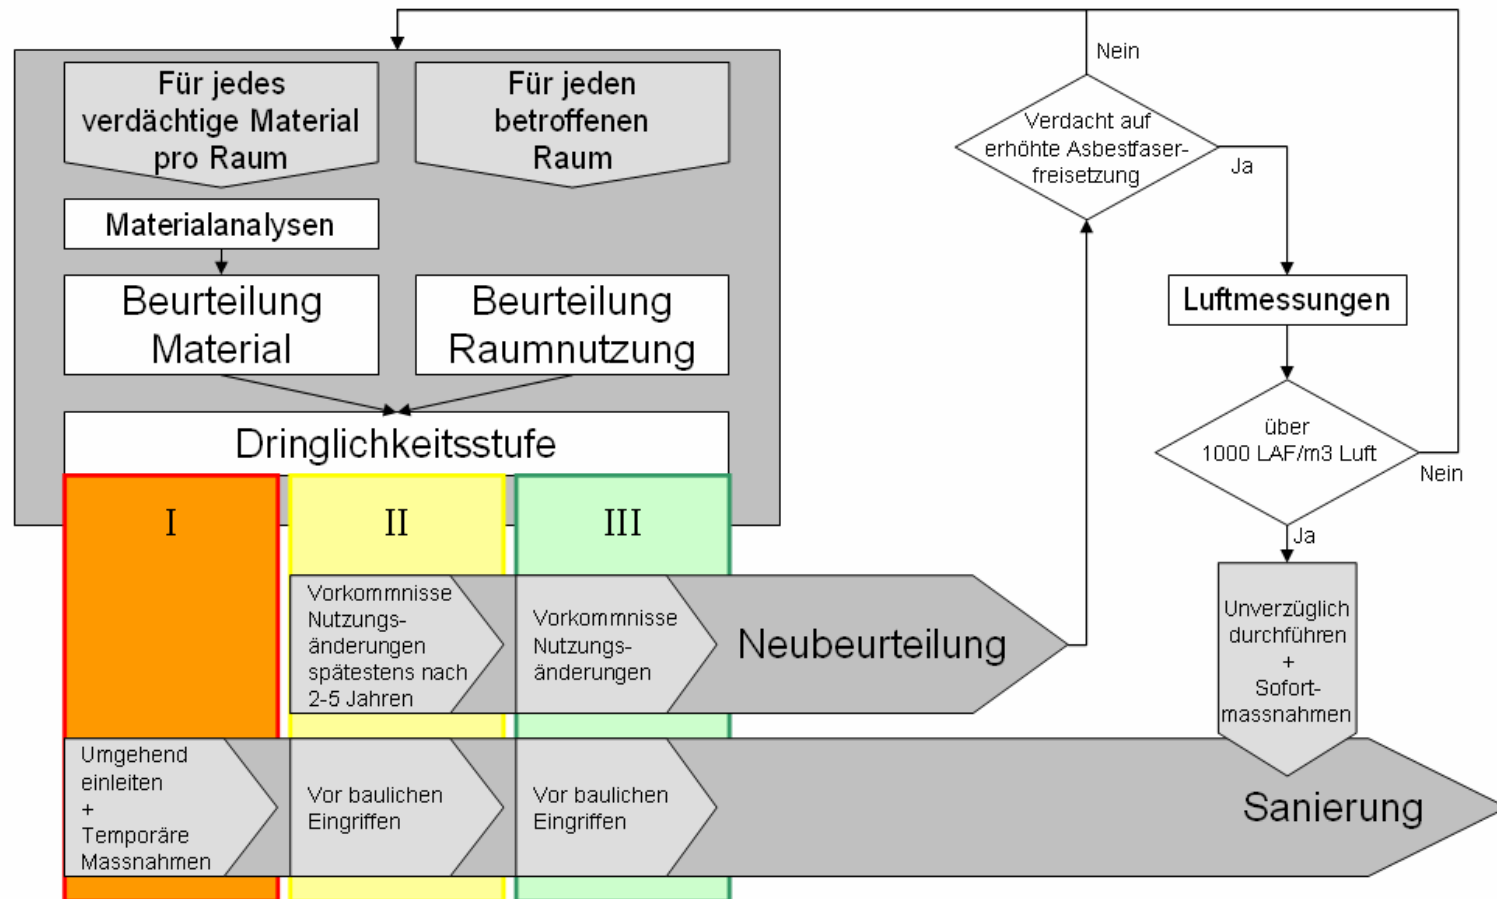 Für jedes
verdächtige Material
pro Raum
Für jeden
betroffenen
Raum
Materialanalysen
Beurteilung
Material
Beurteilung
Raumnutzung
Dringlichkeitsstufe
I
II
III
Vorkommnisse
Nutzungs-
änderungen
spätestens nach
2-5 Jahren
Vorkommnisse
Nutzungs-
änderungen
Neubeurteilung
Umgehend
einleiten
+
Temporäre
Massnahmen
Vor baulichen
Eingriffen
Vor baulichen
Eingriffen
Sanierung
Nein
Verdacht auf
erhöhte Asbestfaser-
freisetzung
Ja
Luftmessungen
über
1000 LAF/m3 Luft
Nein
Ja
Unverzüglich
durchführen
+
Sofort-
massnahmen